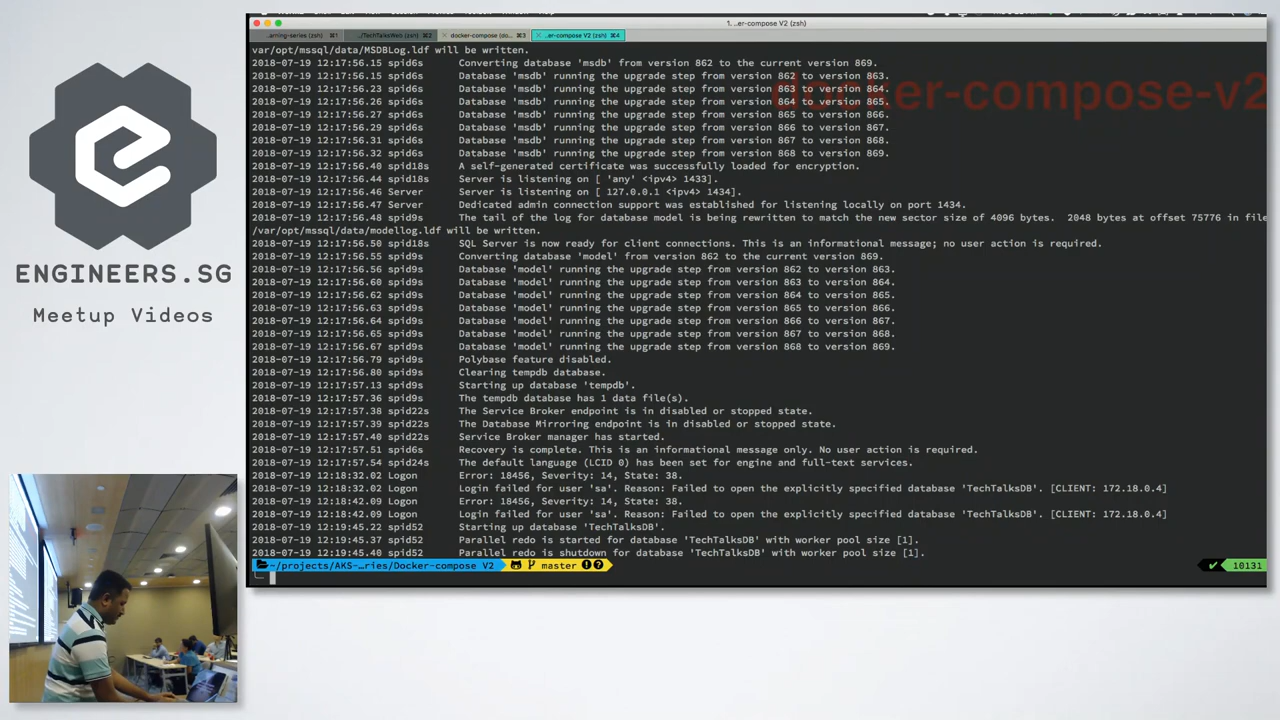 1. ..er-compose V2 (zsh)
..arning-series (zsh) ⌘1
../TechTalksWeb (zsh) ⌘2
× docker-compose (do... ⌘3
× ..er-compose V2 (zsh) ⌘4
var/opt/mssql/data/MSDBLog.ldf will be written.
2018-07-19 12:17:56.15 spid6s Converting database 'msdb' from version 862 to the current version 869.
2018-07-19 12:17:56.15 spid6s Database 'msdb' running the upgrade step from version 862 to version 863.
2018-07-19 12:17:56.23 spid6s Database 'msdb' running the upgrade step from version 863 to version 864.
docker-compose-v2
2018-07-19 12:17:56.26 spid6s Database 'msdb' running the upgrade step from version 864 to version 865.
2018-07-19 12:17:56.27 spid6s Database 'msdb' running the upgrade step from version 865 to version 866.
2018-07-19 12:17:56.29 spid6s Database 'msdb' running the upgrade step from version 866 to version 867.
2018-07-19 12:17:56.31 spid6s Database 'msdb' running the upgrade step from version 867 to version 868.
2018-07-19 12:17:56.32 spid6s Database 'msdb' running the upgrade step from version 868 to version 869.
2018-07-19 12:17:56.40 spid18s A self-generated certificate was successfully loaded for encryption.
2018-07-19 12:17:56.44 spid18s Server is listening on [ 'any' <ipv4> 1433].
2018-07-19 12:17:56.46 Server Server is listening on [ 127.0.0.1 <ipv4> 1434].
2018-07-19 12:17:56.47 Server Dedicated admin connection support was established for listening locally on port 1434.
2018-07-19 12:17:56.48 spid9s The tail of the log for database model is being rewritten to match the new sector size of 4096 bytes. 2048 bytes at offset 75776 in file
/var/opt/mssql/data/modellog.ldf will be written.
2018-07-19 12:17:56.50 spid18s SQL Server is now ready for client connections. This is an informational message; no user action is required.
2018-07-19 12:17:56.55 spid9s Converting database 'model' from version 862 to the current version 869.
2018-07-19 12:17:56.56 spid9s Database 'model' running the upgrade step from version 862 to version 863.
2018-07-19 12:17:56.60 spid9s Database 'model' running the upgrade step from version 863 to version 864.
2018-07-19 12:17:56.62 spid9s Database 'model' running the upgrade step from version 864 to version 865.
2018-07-19 12:17:56.63 spid9s Database 'model' running the upgrade step from version 865 to version 866.
2018-07-19 12:17:56.64 spid9s Database 'model' running the upgrade step from version 866 to version 867.
2018-07-19 12:17:56.65 spid9s Database 'model' running the upgrade step from version 867 to version 868.
2018-07-19 12:17:56.67 spid9s Database 'model' running the upgrade step from version 868 to version 869.
2018-07-19 12:17:56.79 spid9s Polybase feature disabled.
2018-07-19 12:17:56.80 spid9s Clearing tempdb database.
2018-07-19 12:17:57.13 spid9s Starting up database 'tempdb'.
2018-07-19 12:17:57.36 spid9s The tempdb database has 1 data file(s).
2018-07-19 12:17:57.38 spid22s The Service Broker endpoint is in disabled or stopped state.
2018-07-19 12:17:57.39 spid22s The Database Mirroring endpoint is in disabled or stopped state.
2018-07-19 12:17:57.40 spid22s Service Broker manager has started.
2018-07-19 12:17:57.51 spid6s Recovery is complete. This is an informational message only. No user action is required.
2018-07-19 12:17:57.54 spid24s The default language (LCID 0) has been set for engine and full-text services.
2018-07-19 12:18:32.02 Logon Error: 18456, Severity: 14, State: 38.
2018-07-19 12:18:32.02 Logon Login failed for user 'sa'. Reason: Failed to open the explicitly specified database 'TechTalksDB'. [CLIENT: 172.18.0.4]
2018-07-19 12:18:42.09 Logon Error: 18456, Severity: 14, State: 38.
2018-07-19 12:18:42.09 Logon Login failed for user 'sa'. Reason: Failed to open the explicitly specified database 'TechTalksDB'. [CLIENT: 172.18.0.4]
2018-07-19 12:19:45.22 spid52 Starting up database 'TechTalksDB'.
2018-07-19 12:19:45.37 spid52 Parallel redo is started for database 'TechTalksDB' with worker pool size [1].
2018-07-19 12:19:45.40 spid52 Parallel redo is shutdown for database 'TechTalksDB' with worker pool size [1].
~/projects/AKS-…ries/Docker-compose V2 master ✔ 10131
ENGINEERS.SG
Meetup Videos